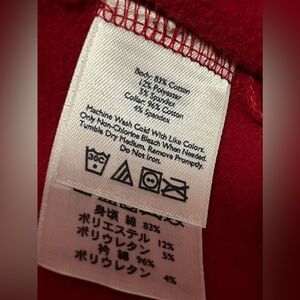 Body: 83% Cotton
12% Polyester
5% Spandex
Collar: 96% Cotton
4% Spandex
Machine Wash Cold With Like Colors.
Only Non-Chlorine Bleach When Needed.
Tumble Dry Medium. Remove Promptly.
Do Not Iron.
30C
身頃 綿 83%
ポリエステル 12%
ポリウレタン 5%
衿 綿 96%
ポリウレタン 4%